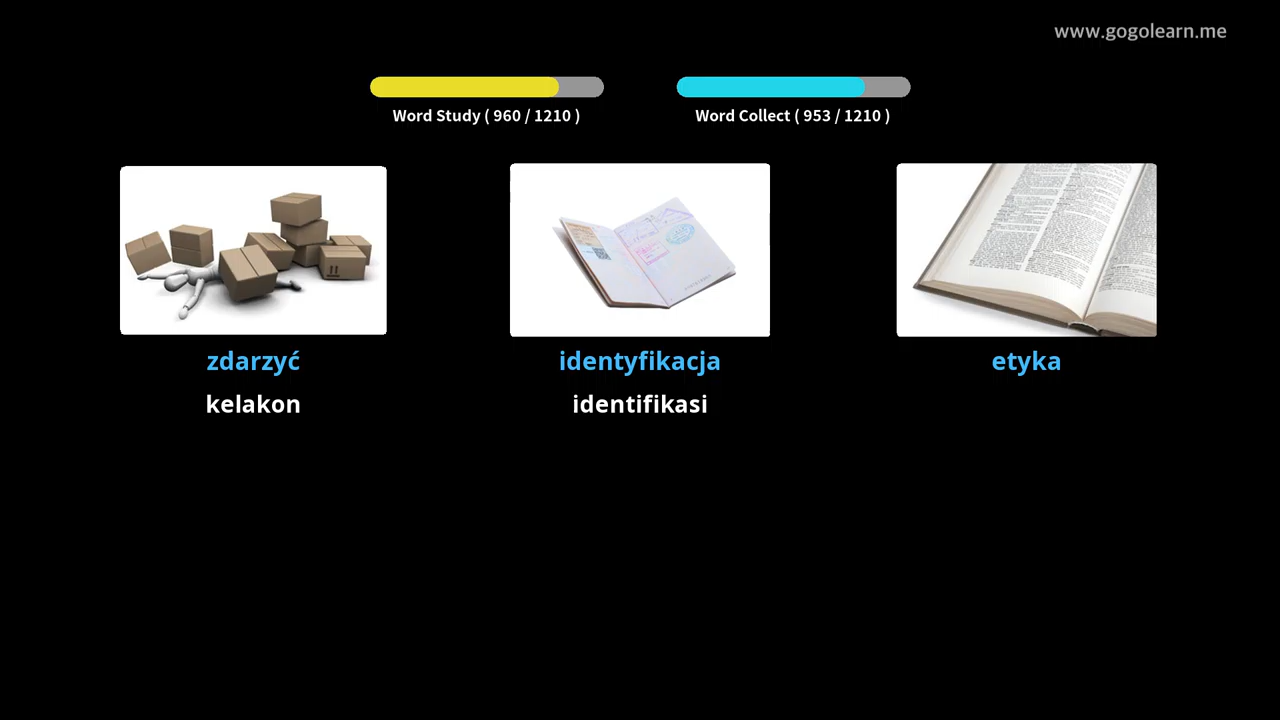 www.gogolearn.me
Word Study ( 960 / 1210 )
Word Collect ( 953 / 1210 )
zdarzyć
identyfikacja
etyka
kelakon
identifikasi